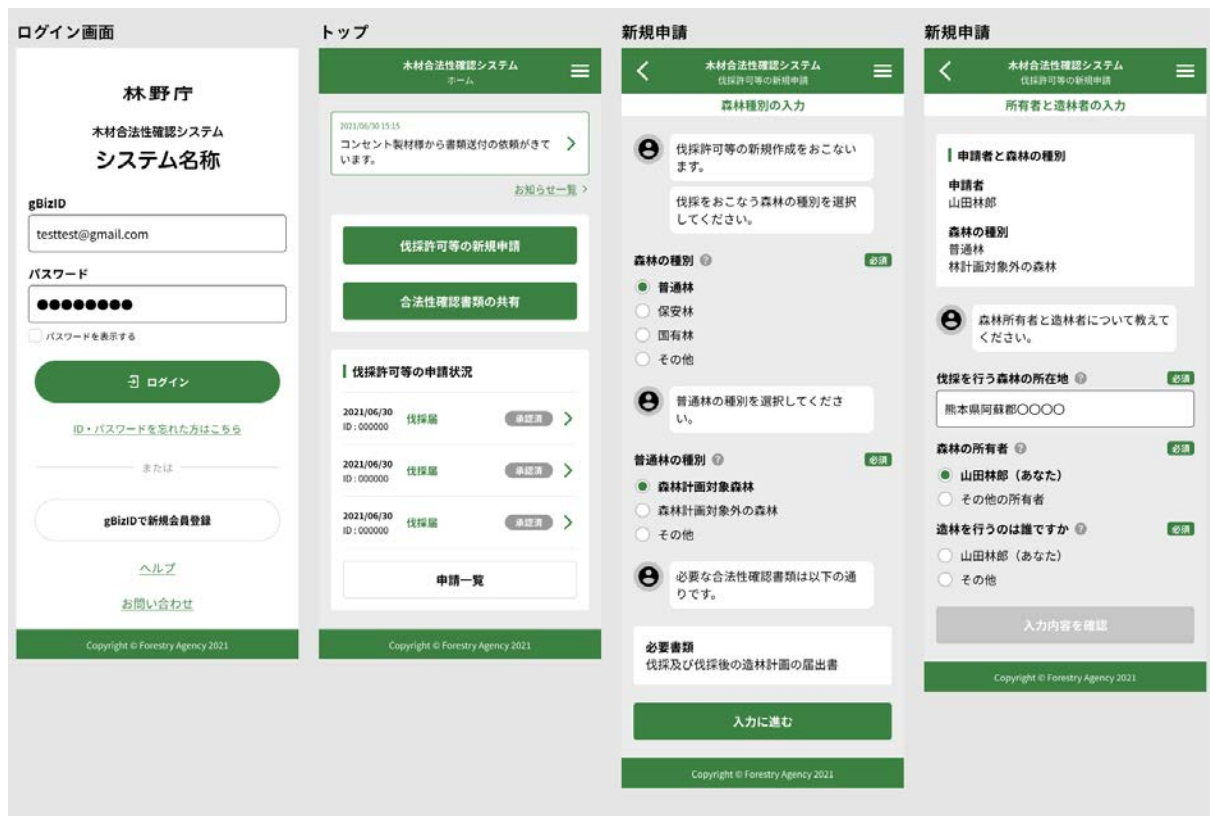 ログイン画面
林野庁
木材合法性確認システム
システム名称
gBizID
testtest@gmail.com
パスワード
●●●●●●●●
パスワードを表示する
ログイン
ID・パスワードを忘れた方はこちら
または
gBizIDで新規会員登録
ヘルプ
お問い合わせ
Copyright © Forestry Agency 2021
トップ
木材合法性確認システム
ホーム
2021/06/30 15:15
コンセント製材様から書類送付の依頼がきて
います。
お知らせ一覧
伐採許可等の新規申請
合法性確認書類の共有
伐採許可等の申請状況
2021/06/30
ID : 000000
伐採届
承認済
2021/06/30
ID : 000000
伐採届
承認済
2021/06/30
ID : 000000
伐採届
承認済
申請一覧
Copyright © Forestry Agency 2021
新規申請
木材合法性確認システム
伐採許可等の新規申請
森林種別の入力
伐採許可等の新規作成をおこない
ます。
伐採をおこなう森林の種別を選択
してください。
森林の種別
必須
普通林
保安林
国有林
その他
普通林の種別を選択してくださ
い。
普通林の種別
必須
森林計画対象森林
森林計画対象外の森林
その他
必要な合法性確認書類は以下の通
りです。
必要書類
伐採及び伐採後の造林計画の届出書
入力に進む
Copyright © Forestry Agency 2021
新規申請
木材合法性確認システム
伐採許可等の新規申請
所有者と造林者の入力
申請者と森林の種別
申請者
山田林郎
森林の種別
普通林
林計画対象外の森林
森林所有者と造林者について教えて
ください。
伐採を行う森林の所在地
必須
熊本県阿蘇郡〇〇〇〇
森林の所有者
必須
山田林郎（あなた）
その他の所有者
造林を行うのは誰ですか
必須
山田林郎（あなた）
その他
入力内容を確認
Copyright © Forestry Agency 2021